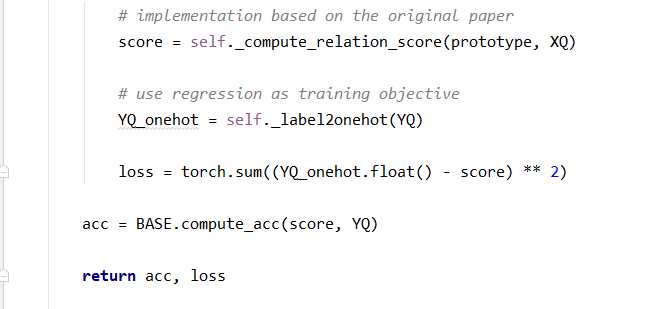 # implementation based on the original paper
score = self._compute_relation_score(prototype, XQ)
# use regression as training objective
YQ_onehot = self._label2onehot(YQ)
loss = torch.sum((YQ_onehot.float() - score) ** 2)
acc = BASE.compute_acc(score, YQ)
return acc, loss